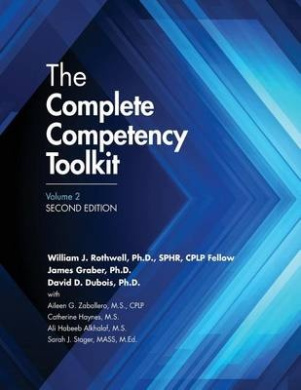 The
Complete
Competency
Toolkit
Volume 2
SECOND EDITION
William J. Rothwell, Ph.D., SPHR, CPLP Fellow
James Graber, Ph.D.
David D. Dubois, Ph.D.
with
Aileen G. Zaballero, M.S., CPLP
Catherine Haynes, M.S.
Ali Habeeb Alkhalaf, M.S.
Sarah J. Stager, MASS, M.Ed.